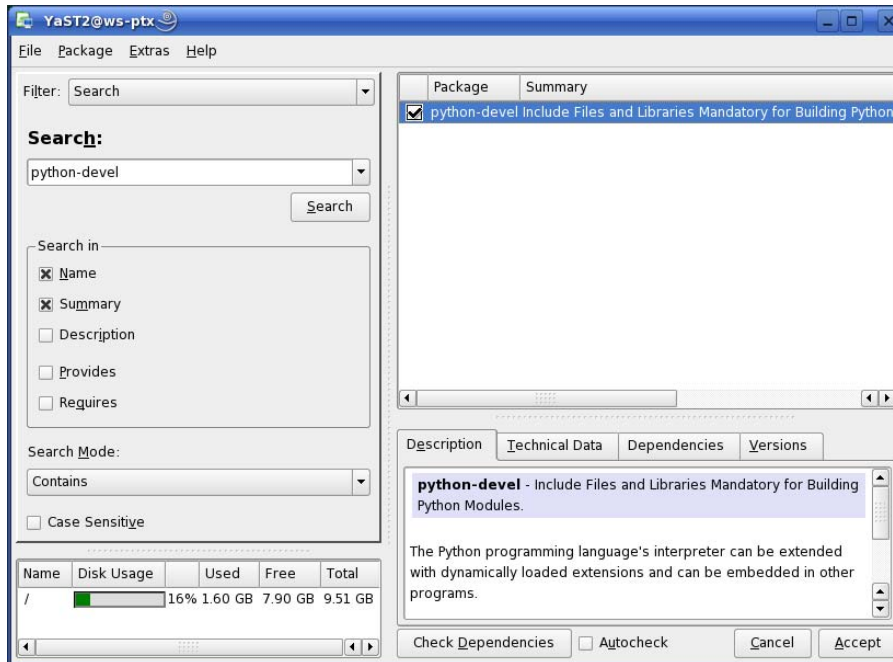 YaST2@ws-ptx
File Package Extras Help
Filter: Search
Search:
python-devel
Search
Search in
Name
Summary
Description
Provides
Requires
Search Mode:
Contains
Case Sensitive
Name Disk Usage Used Free Total
/ 16% 1.60 GB 7.90 GB 9.51 GB
Package Summary
python-devel Include Files and Libraries Mandatory for Building Python
Description Technical Data Dependencies Versions
python-devel - Include Files and Libraries Mandatory for Building
Python Modules.
The Python programming language's interpreter can be extended
with dynamically loaded extensions and can be embedded in other
programs.
Check Dependencies Autocheck Cancel Accept